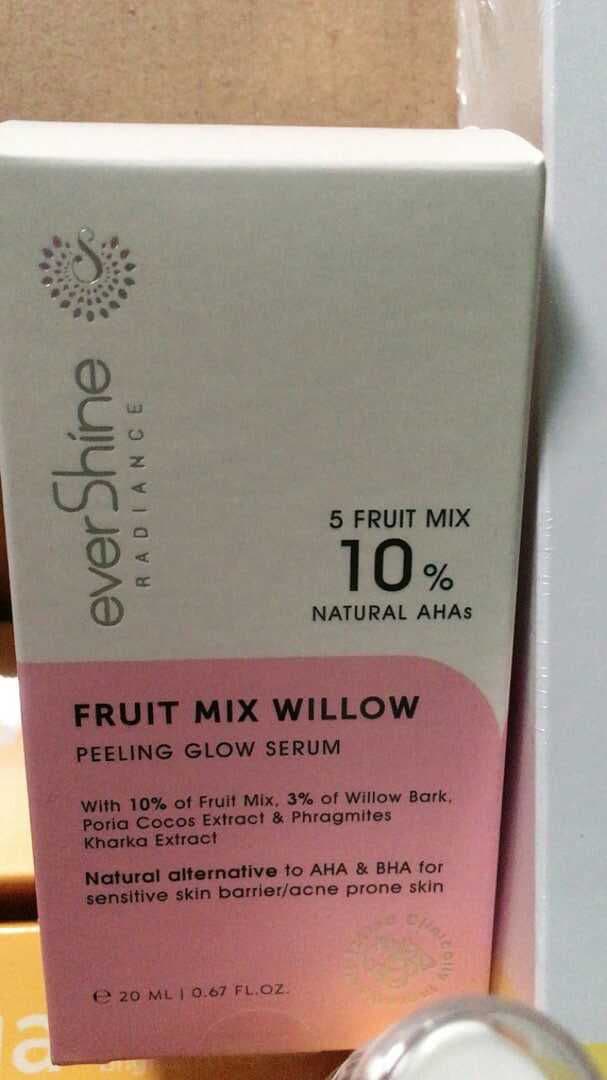 everShine
RADIANCE
5 FRUIT MIX
10%
NATURAL AHAs
FRUIT MIX WILLOW
PEELING GLOW SERUM
With 10% of Fruit Mix, 3% of Willow Bark,
Poria Cocos Extract & Phragmites
Kharka Extract
Natural alternative to AHA & BHA for
sensitive skin barrier/acne prone skin
℮ 20 ML | 0.67 FL.OZ.